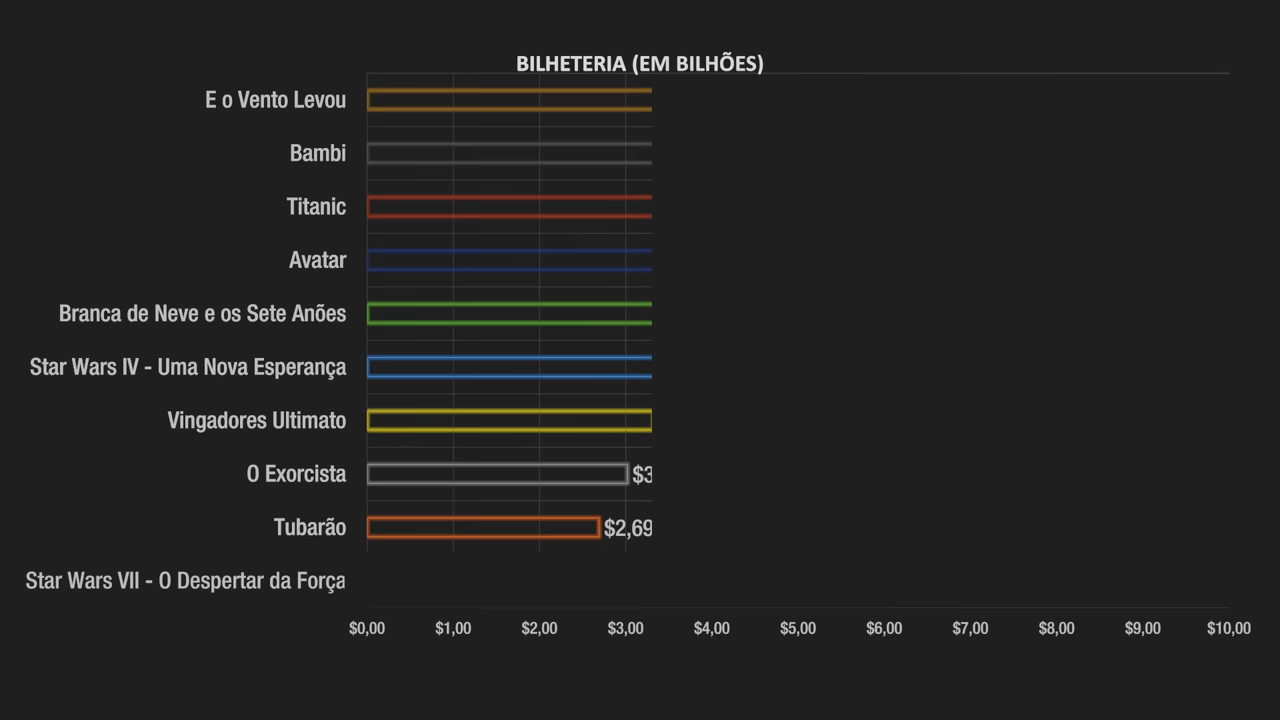 BILHETERIA (EM BILHÕES)
E o Vento Levou
Bambi
Titanic
Avatar
Branca de Neve e os Sete Anões
Star Wars IV - Uma Nova Esperança
Vingadores Ultimato
O Exorcista $3
Tubarão $2,69
Star Wars VII - O Despertar da Força
$0,00 $1,00 $2,00 $3,00 $4,00 $5,00 $6,00 $7,00 $8,00 $9,00 $10,00